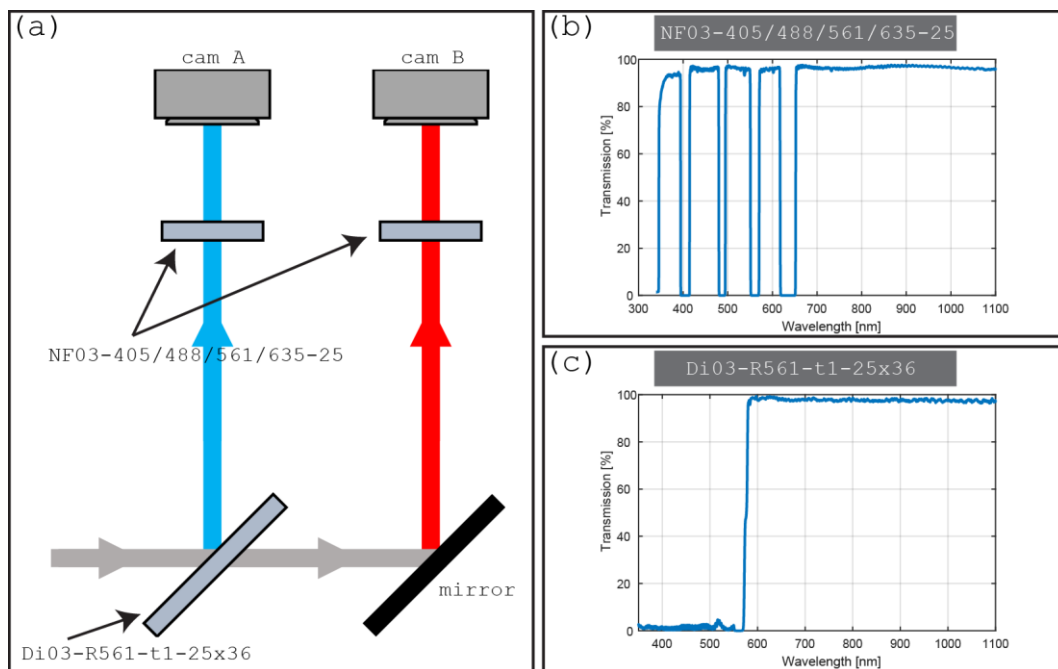 (a)
cam A
cam B
NF03-405/488/561/635-25
mirror
Di03-R561-t1-25x36
(b)
NF03-405/488/561/635-25
Transmission [%]
100
80
60
40
20
0
300 400 500 600 700 800 900 1000 1100
Wavelength [nm]
(c)
Di03-R561-t1-25x36
Transmission [%]
100
80
60
40
20
0
400 500 600 700 800 900 1000 1100
Wavelength [nm]